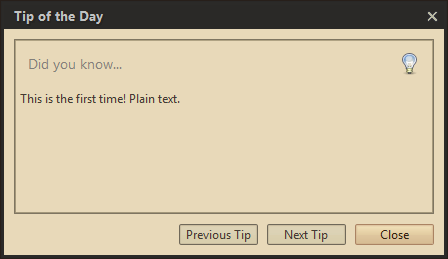 Tip of the Day
Did you know...
This is the first time! Plain text.
Previous Tip
Next Tip
Close